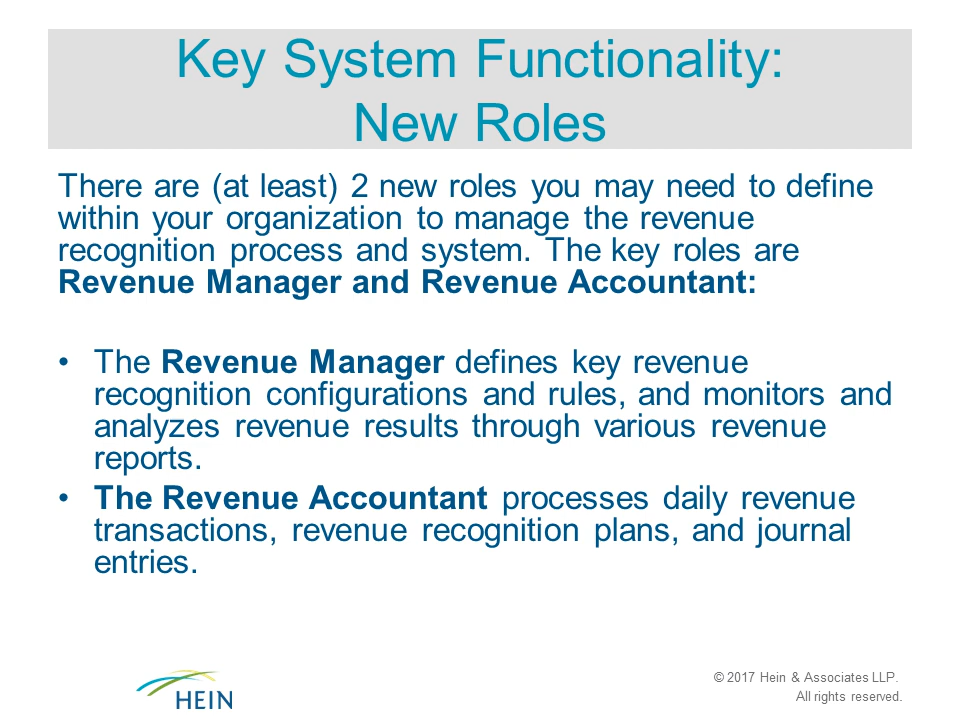 Key System Functionality:
New Roles
There are (at least) 2 new roles you may need to define
within your organization to manage the revenue
recognition process and system. The key roles are
Revenue Manager and Revenue Accountant:
• The Revenue Manager defines key revenue
recognition configurations and rules, and monitors and
analyzes revenue results through various revenue
reports.
• The Revenue Accountant processes daily revenue
transactions, revenue recognition plans, and journal
entries.
HEIN
© 2017 Hein & Associates LLP.
All rights reserved.